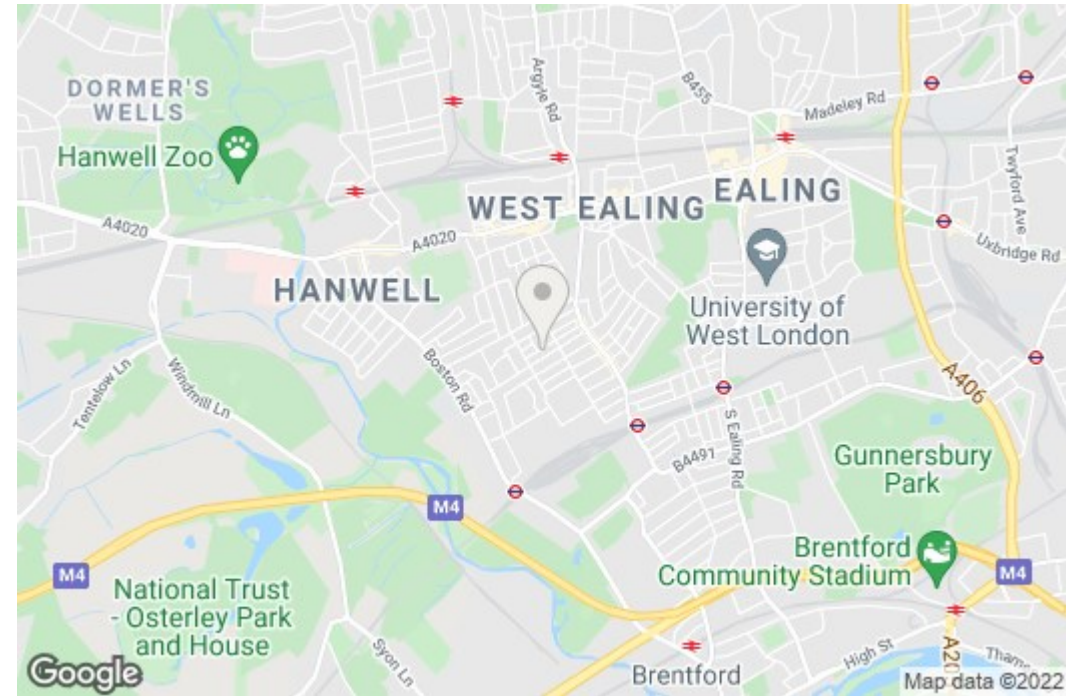 DORMER'S
WELLS
Hanwell Zoo
Argyle Rd
B455
Madeley Rd
Twyford Ave
A4020
A4020
WEST EALING
EALING
Uxbridge Rd
HANWELL
University of
West London
Tentelow Ln
Windmill Ln
Boston Rd
A406
S Ealing Rd
B4491
Gunnersbury
Park
M4
Brentford
Community Stadium
M4
M4
National Trust
- Osterley Park
and House
Syon Ln
Brentford
High St
Google
Map data ©2022